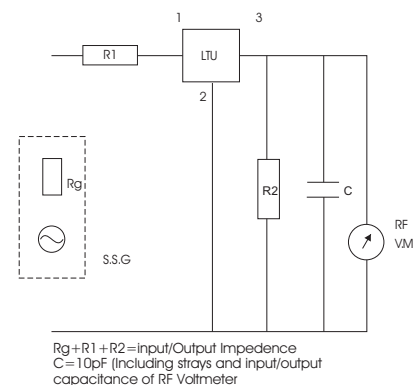 1
3
R1
LTU
2
Rg
R2
C
RF
V.M
S.S.G
Rg+R1+R2=input/Output Impedence
C=10pF (Including strays and input/output
capacitance of RF Voltmeter